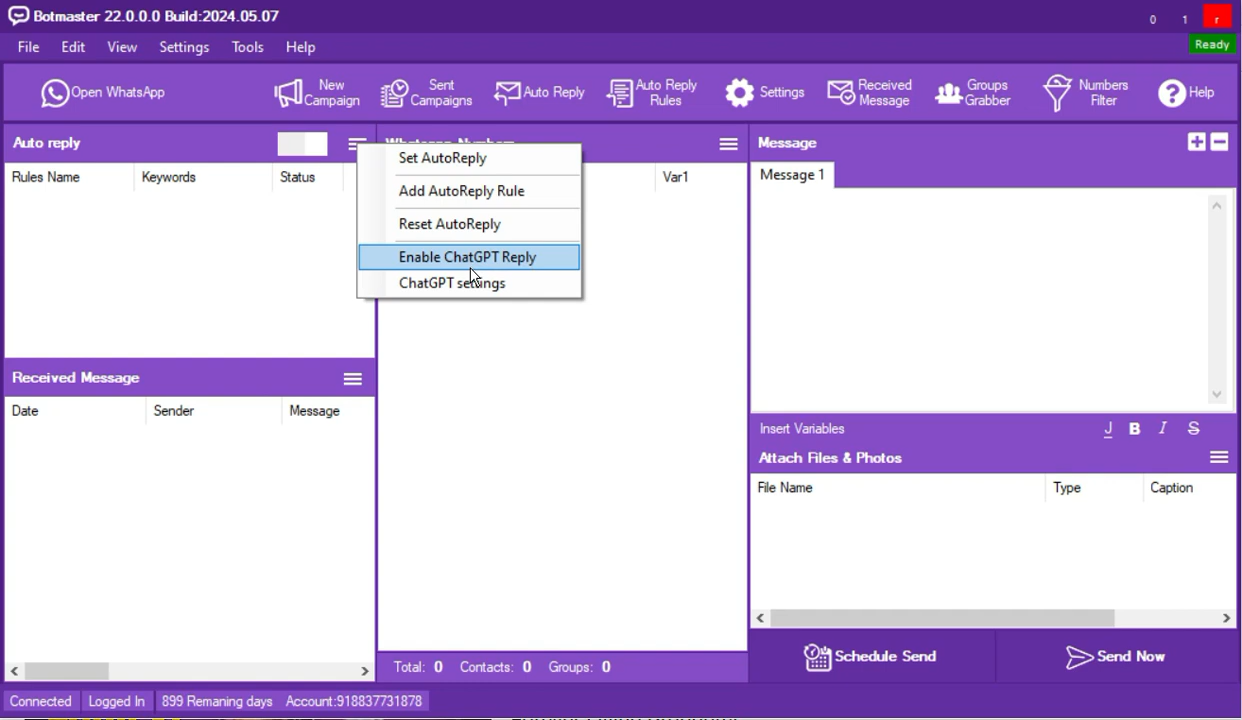 Botmaster 22.0.0.0 Build:2024.05.07
0 1 r
File Edit View Settings Tools Help
Ready
Open WhatsApp
New Campaign
Sent Campaigns
Auto Reply
Auto Reply Rules
Settings
Received Message
Groups Grabber
Numbers Filter
Help
Auto reply
Rules Name Keywords Status
Set AutoReply
Add AutoReply Rule
Reset AutoReply
Enable ChatGPT Reply
ChatGPT settings
Var1
Received Message
Date Sender Message
Total: 0 Contacts: 0 Groups: 0
Message
Message 1
Insert Variables J B I S
Attach Files & Photos
File Name Type Caption
Schedule Send
Send Now
Connected Logged In 899 Remaning days Account:918837731878